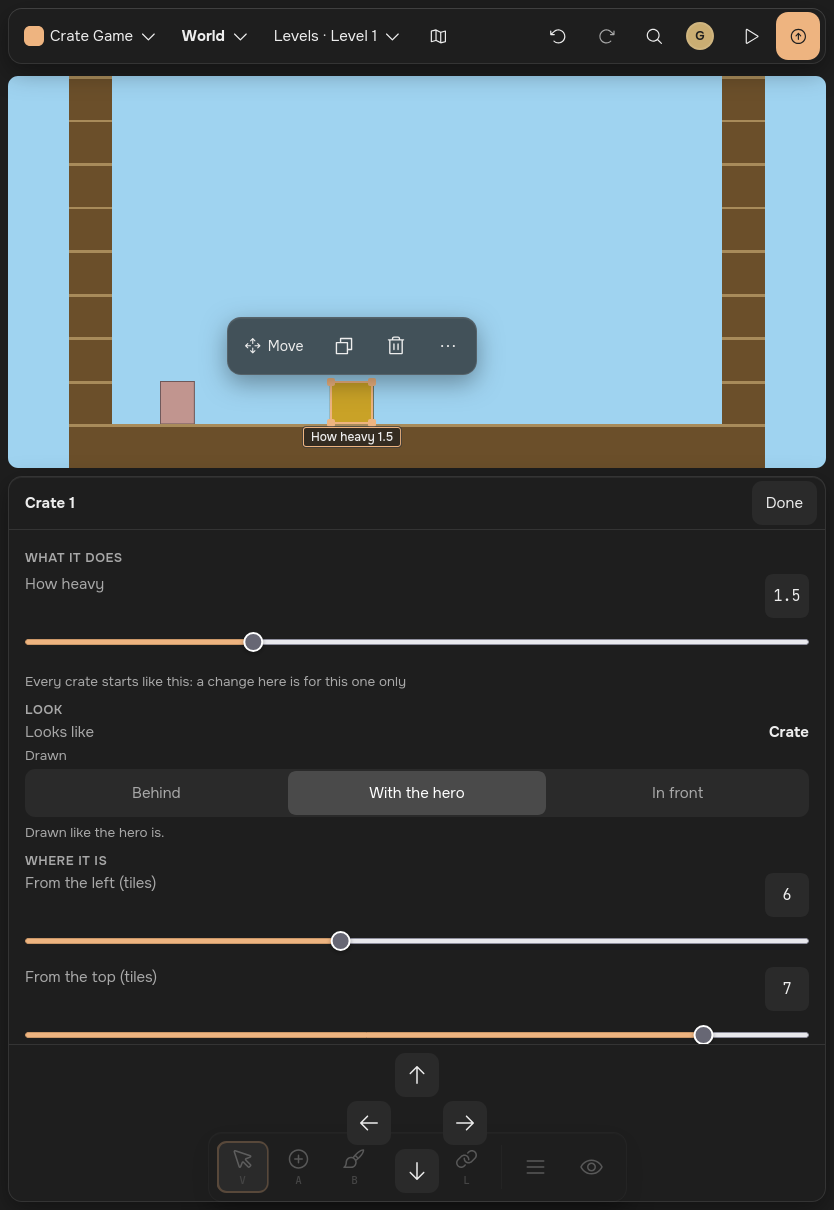 Crate Game
World
Levels · Level 1
G
Move
How heavy 1.5
Crate 1
Done
WHAT IT DOES
How heavy
1.5
Every crate starts like this: a change here is for this one only
LOOK
Looks like
Crate
Drawn
Behind
With the hero
In front
Drawn like the hero is.
WHERE IT IS
From the left (tiles)
6
From the top (tiles)
7
V
A
B
L